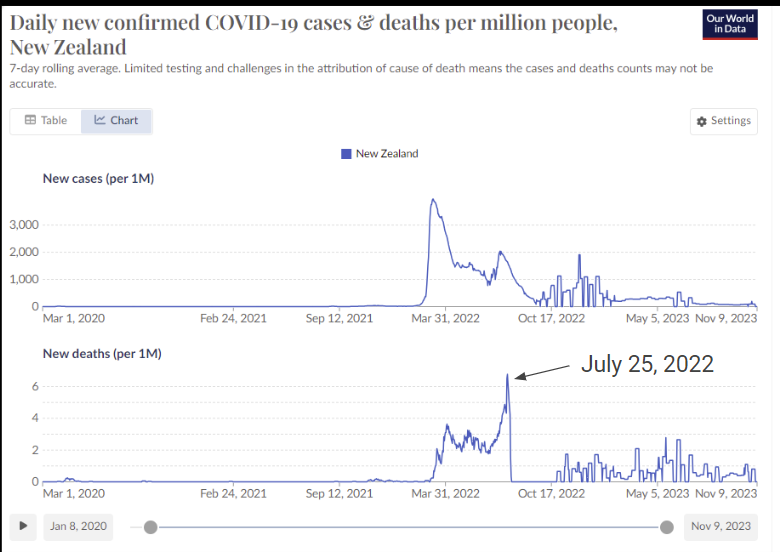 Daily new confirmed COVID-19 cases & deaths per million people,
New Zealand
Our World
in Data
7-day rolling average. Limited testing and challenges in the attribution of cause of death means the cases and deaths counts may not be
accurate.
Table
Chart
Settings
New Zealand
New cases (per 1M)
3,000
2,000
1,000
0
Mar 1, 2020
Feb 24, 2021
Sep 12, 2021
Mar 31, 2022
Oct 17, 2022
May 5, 2023
Nov 9, 2023
New deaths (per 1M)
July 25, 2022
6
4
2
0
Mar 1, 2020
Feb 24, 2021
Sep 12, 2021
Mar 31, 2022
Oct 17, 2022
May 5, 2023
Nov 9, 2023
Jan 8, 2020
Nov 9, 2023